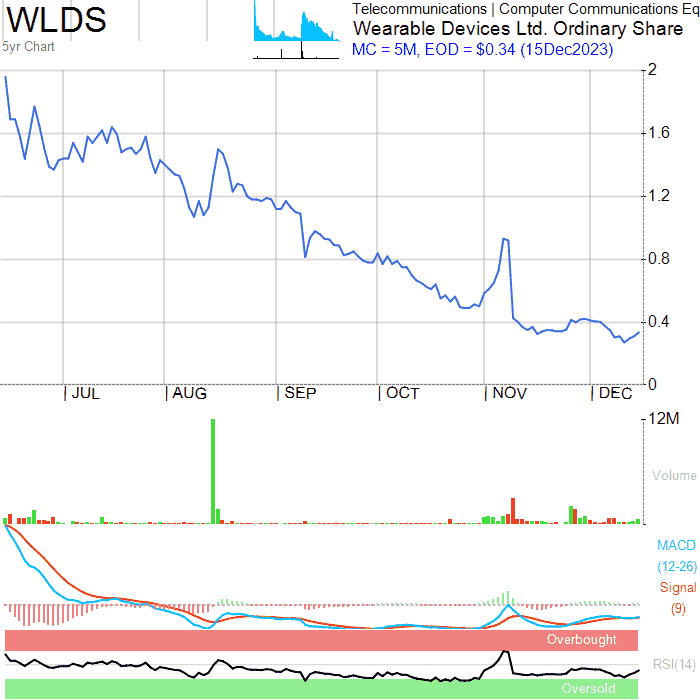 WLDS
5yr Chart
Telecommunications | Computer Communications Eq
Wearable Devices Ltd. Ordinary Share
MC = 5M, EOD = $0.34 (15Dec2023)
2
1.6
1.2
0.8
0.4
0
JUL AUG SEP OCT NOV DEC
12M
Volume
MACD
(12-26)
Signal
(9)
Overbought
RSI(14)
Oversold